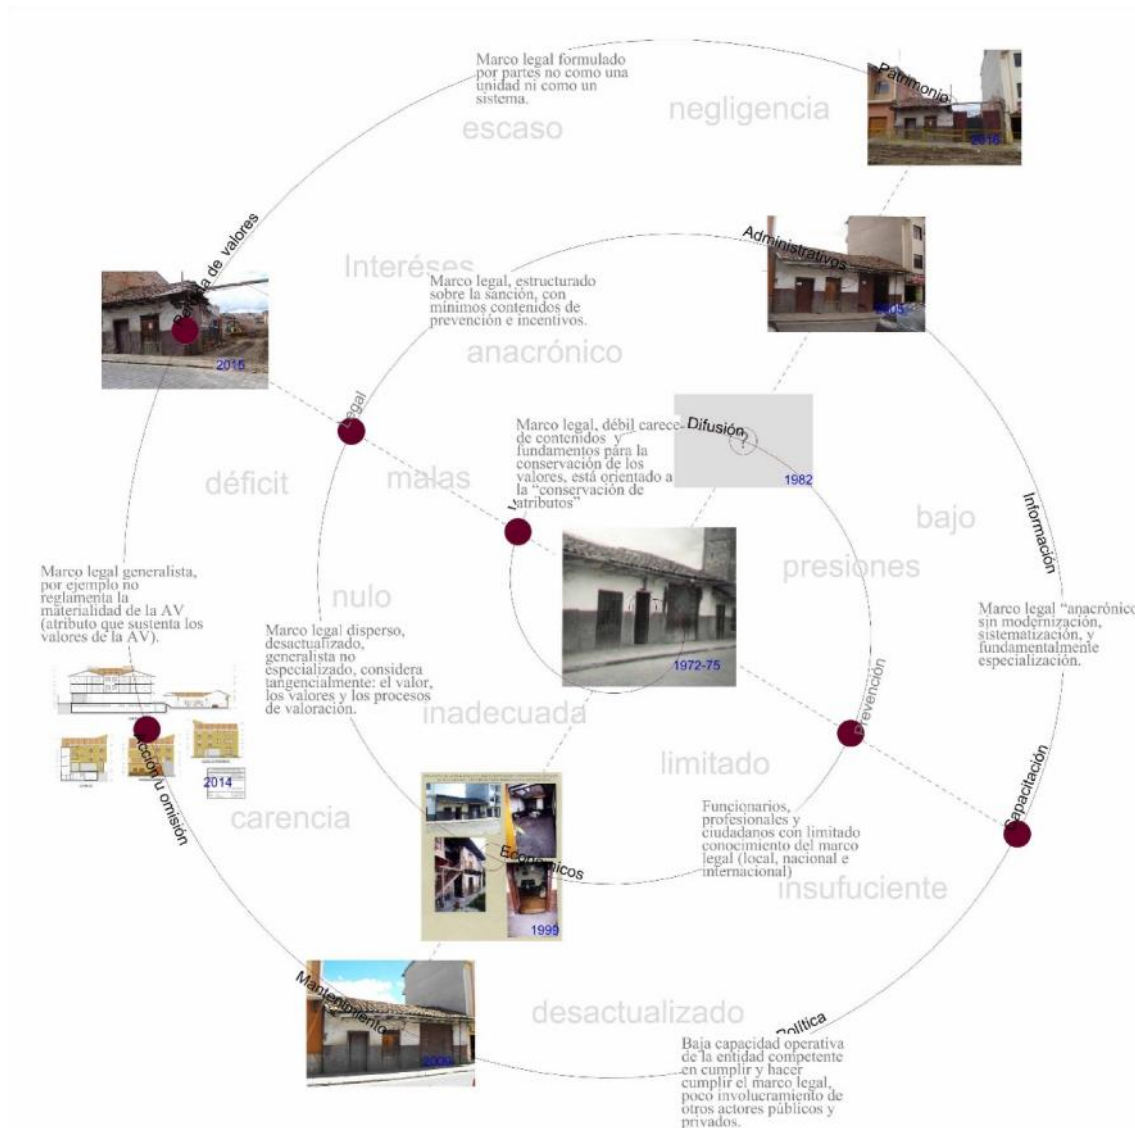 Marco legal formulado
por partes no como una
unidad ni como un
sistema.
escaso
negligencia
Patrimonio
2016
de valores
2015
Administrativos
2005
Interéses
Marco legal, estructurado
sobre la sanción, con
mínimos contenidos de
prevención e incentivos.
anacrónico
Legal
Difusión
?
1982
Marco legal, débil carece
de contenidos y
fundamentos para la
conservación de los
valores, está orientado a
la “conservación de
atributos”
déficit
malas
bajo
Información
1972-75
presiones
Marco legal generalista,
por ejemplo no
reglamenta la
materialidad de la AV
(atributo que sustenta los
valores de la AV).
nulo
Marco legal disperso,
desactualizado,
generalista no
especializado, considera
tangencialmente: el valor,
los valores y los procesos
de valoración.
Marco legal “anacrónico
sin modernización,
sistematización, y
fundamentalmente
especialización.
Prevención
inadecuada
limitado
2014
Acción u omisión
carencia
Capacitación
Económicos
1999
Funcionarios,
profesionales y
ciudadanos con limitado
conocimiento del marco
legal (local, nacional e
internacional)
insufuciente
Mantenimiento
2009
desactualizado
Política
Baja capacidad operativa
de la entidad competente
en cumplir y hacer
cumplir el marco legal,
poco involucramiento de
otros actores públicos y
privados.